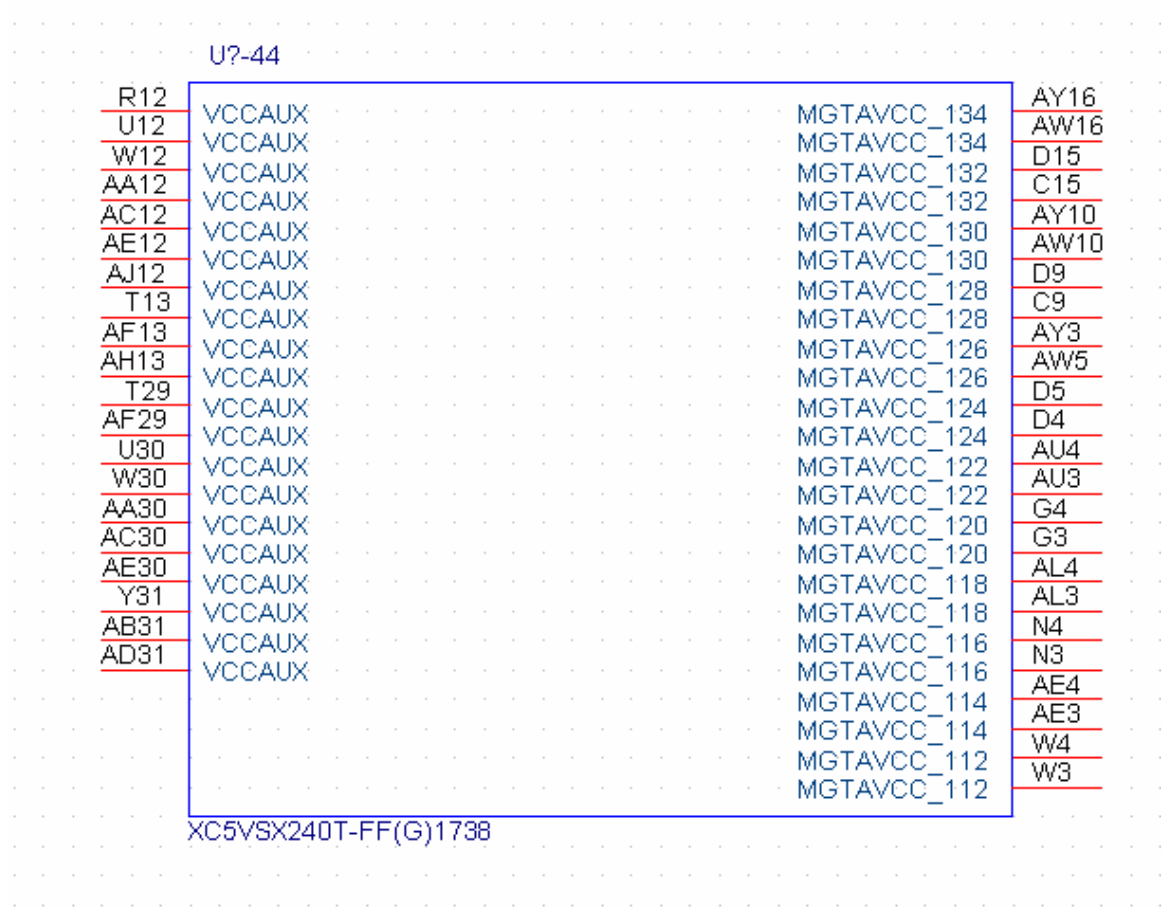 U?-44
R12 VCCAUX MGTAVCC_134 AY16
U12 VCCAUX MGTAVCC_134 AW16
W12 VCCAUX MGTAVCC_132 D15
AA12 VCCAUX MGTAVCC_132 C15
AC12 VCCAUX MGTAVCC_130 AY10
AE12 VCCAUX MGTAVCC_130 AW10
AJ12 VCCAUX MGTAVCC_128 D9
T13 VCCAUX MGTAVCC_128 C9
AF13 VCCAUX MGTAVCC_126 AY3
AH13 VCCAUX MGTAVCC_126 AW5
T29 VCCAUX MGTAVCC_124 D5
AF29 VCCAUX MGTAVCC_124 D4
U30 VCCAUX MGTAVCC_122 AU4
W30 VCCAUX MGTAVCC_122 AU3
AA30 VCCAUX MGTAVCC_120 G4
AC30 VCCAUX MGTAVCC_120 G3
AE30 VCCAUX MGTAVCC_118 AL4
Y31 VCCAUX MGTAVCC_118 AL3
AB31 VCCAUX MGTAVCC_116 N4
AD31 VCCAUX MGTAVCC_116 N3
MGTAVCC_114 AE4
MGTAVCC_114 AE3
MGTAVCC_112 W4
MGTAVCC_112 W3
XC5VSX240T-FF(G)1738